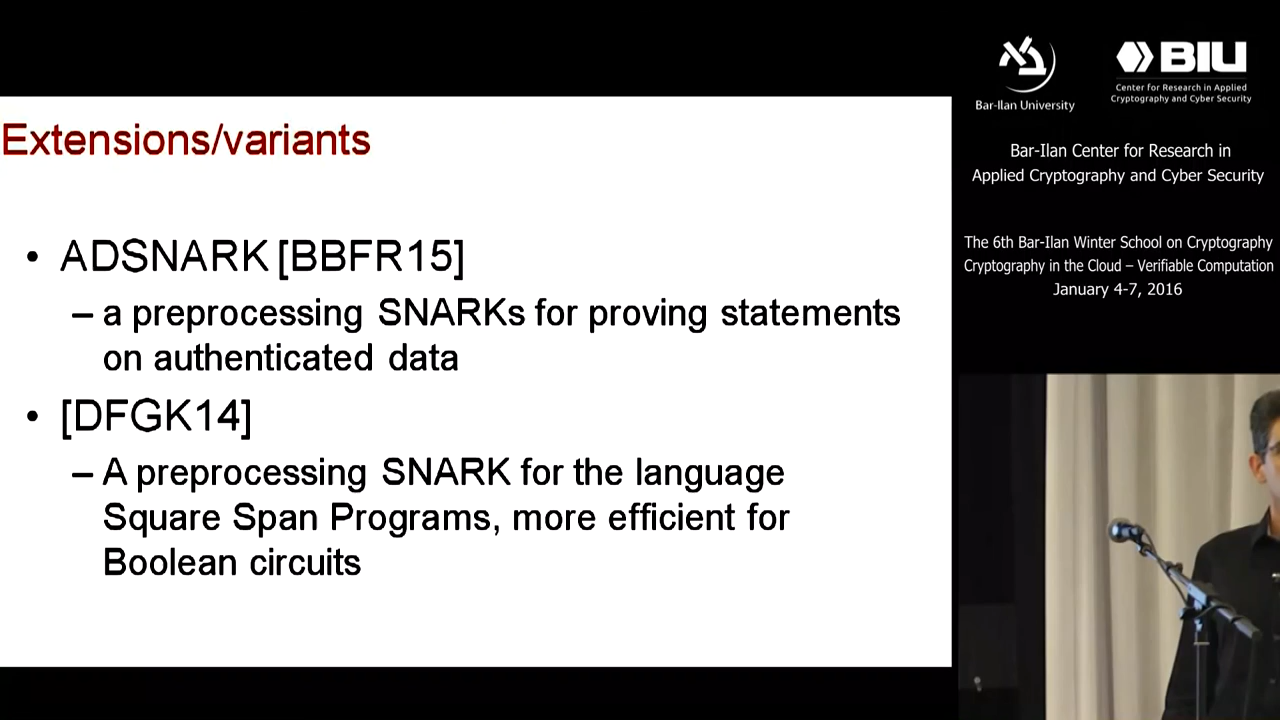 Extensions/variants
• ADSNARK [BBFR15]
– a preprocessing SNARKs for proving statements
on authenticated data
• [DFGK14]
– A preprocessing SNARK for the language
Square Span Programs, more efficient for
Boolean circuits
Bar-Ilan University
BIU
Center for Research in Applied
Cryptography and Cyber Security
Bar-Ilan Center for Research in
Applied Cryptography and Cyber Security
The 6th Bar-Ilan Winter School on Cryptography
Cryptography in the Cloud – Verifiable Computation
January 4-7, 2016